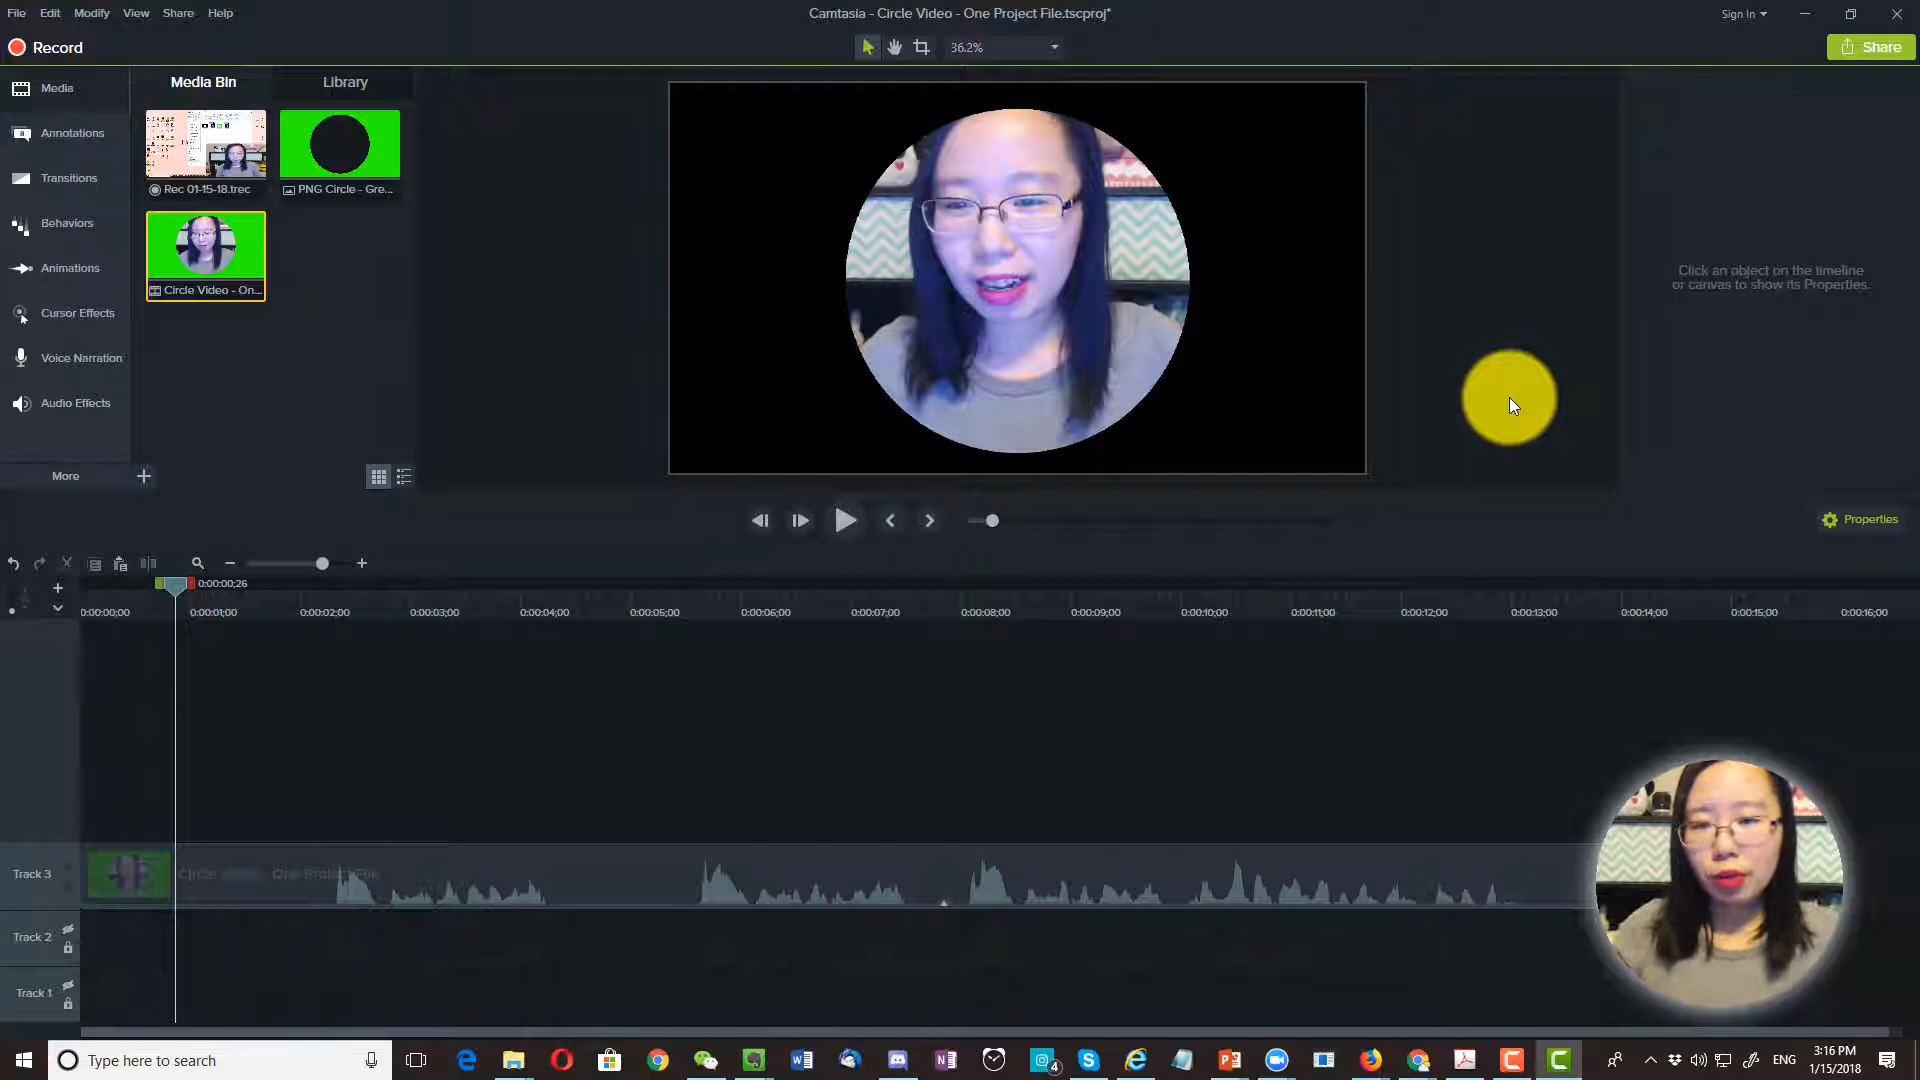 File Edit Modify View Share Help
Camtasia - Circle Video - One Project File.tscproj*
Sign In
Record
36.2%
Share
Media
Annotations
Transitions
Behaviors
Animations
Cursor Effects
Voice Narration
Audio Effects
More
Media Bin
Library
Rec 01-15-18.trec
PNG Circle - Gre...
Circle Video - On...
Click an object on the timeline
or canvas to show its Properties.
Properties
0:00:00;26
0:00:00;00 0:00:01;00 0:00:02;00 0:00:03;00 0:00:04;00 0:00:05;00 0:00:06;00 0:00:07;00 0:00:08;00 0:00:09;00 0:00:10;00 0:00:11;00 0:00:12;00 0:00:13;00 0:00:14;00 0:00:15;00 0:00:16;00
Track 3
Circle Video - One Project File
Track 2
Track 1
Type here to search
4
ENG
3:16 PM
1/15/2018